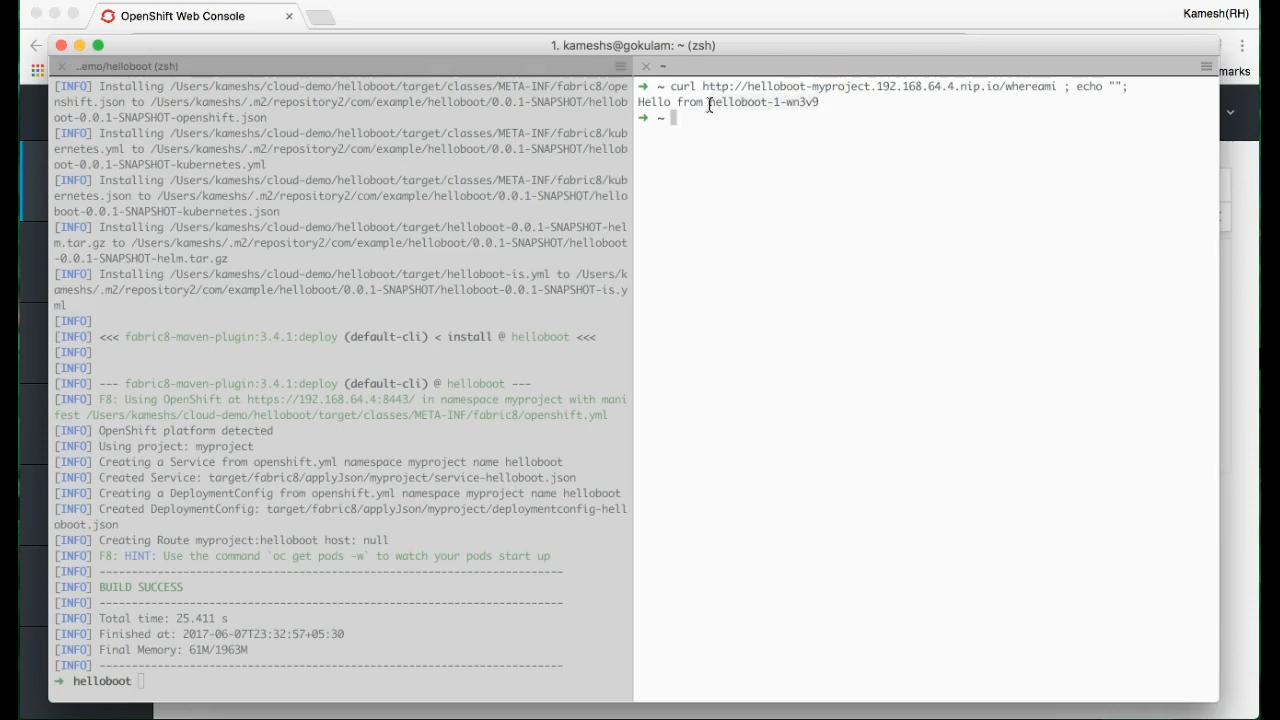 OpenShift Web Console
Kamesh(RH)
marks
1. kameshs@gokulam: ~ (zsh)
..emo/helloboot (zsh)
[INFO] Installing /Users/kameshs/cloud-demo/helloboot/target/classes/META-INF/fabric8/ope
nshift.json to /Users/kameshs/.m2/repository2/com/example/helloboot/0.0.1-SNAPSHOT/hellob
oot-0.0.1-SNAPSHOT-openshift.json
[INFO] Installing /Users/kameshs/cloud-demo/helloboot/target/classes/META-INF/fabric8/kub
ernetes.yml to /Users/kameshs/.m2/repository2/com/example/helloboot/0.0.1-SNAPSHOT/hellob
oot-0.0.1-SNAPSHOT-kubernetes.yml
[INFO] Installing /Users/kameshs/cloud-demo/helloboot/target/classes/META-INF/fabric8/kub
ernetes.json to /Users/kameshs/.m2/repository2/com/example/helloboot/0.0.1-SNAPSHOT/hello
boot-0.0.1-SNAPSHOT-kubernetes.json
[INFO] Installing /Users/kameshs/cloud-demo/helloboot/target/helloboot-0.0.1-SNAPSHOT-hel
m.tar.gz to /Users/kameshs/.m2/repository2/com/example/helloboot/0.0.1-SNAPSHOT/helloboot
-0.0.1-SNAPSHOT-helm.tar.gz
[INFO] Installing /Users/kameshs/cloud-demo/helloboot/target/helloboot-is.yml to /Users/k
ameshs/.m2/repository2/com/example/helloboot/0.0.1-SNAPSHOT/helloboot-0.0.1-SNAPSHOT-is.y
ml
[INFO]
[INFO] <<< fabric8-maven-plugin:3.4.1:deploy (default-cli) < install @ helloboot <<<
[INFO]
[INFO]
[INFO] --- fabric8-maven-plugin:3.4.1:deploy (default-cli) @ helloboot ---
[INFO] F8: Using OpenShift at https://192.168.64.4:8443/ in namespace myproject with mani
fest /Users/kameshs/cloud-demo/helloboot/target/classes/META-INF/fabric8/openshift.yml
[INFO] OpenShift platform detected
[INFO] Using project: myproject
[INFO] Creating a Service from openshift.yml namespace myproject name helloboot
[INFO] Created Service: target/fabric8/applyJson/myproject/service-helloboot.json
[INFO] Creating a DeploymentConfig from openshift.yml namespace myproject name helloboot
[INFO] Created DeploymentConfig: target/fabric8/applyJson/myproject/deploymentconfig-hell
oboot.json
[INFO] Creating Route myproject:helloboot host: null
[INFO] F8: HINT: Use the command `oc get pods -w` to watch your pods start up
[INFO] ------------------------------------------------------------------------
[INFO] BUILD SUCCESS
[INFO] ------------------------------------------------------------------------
[INFO] Total time: 25.411 s
[INFO] Finished at: 2017-06-07T23:32:57+05:30
[INFO] Final Memory: 61M/1963M
[INFO] ------------------------------------------------------------------------
➜ helloboot
~
➜ ~ curl http://helloboot-myproject.192.168.64.4.nip.io/whereami ; echo "";
Hello from helloboot-1-wn3v9
➜ ~